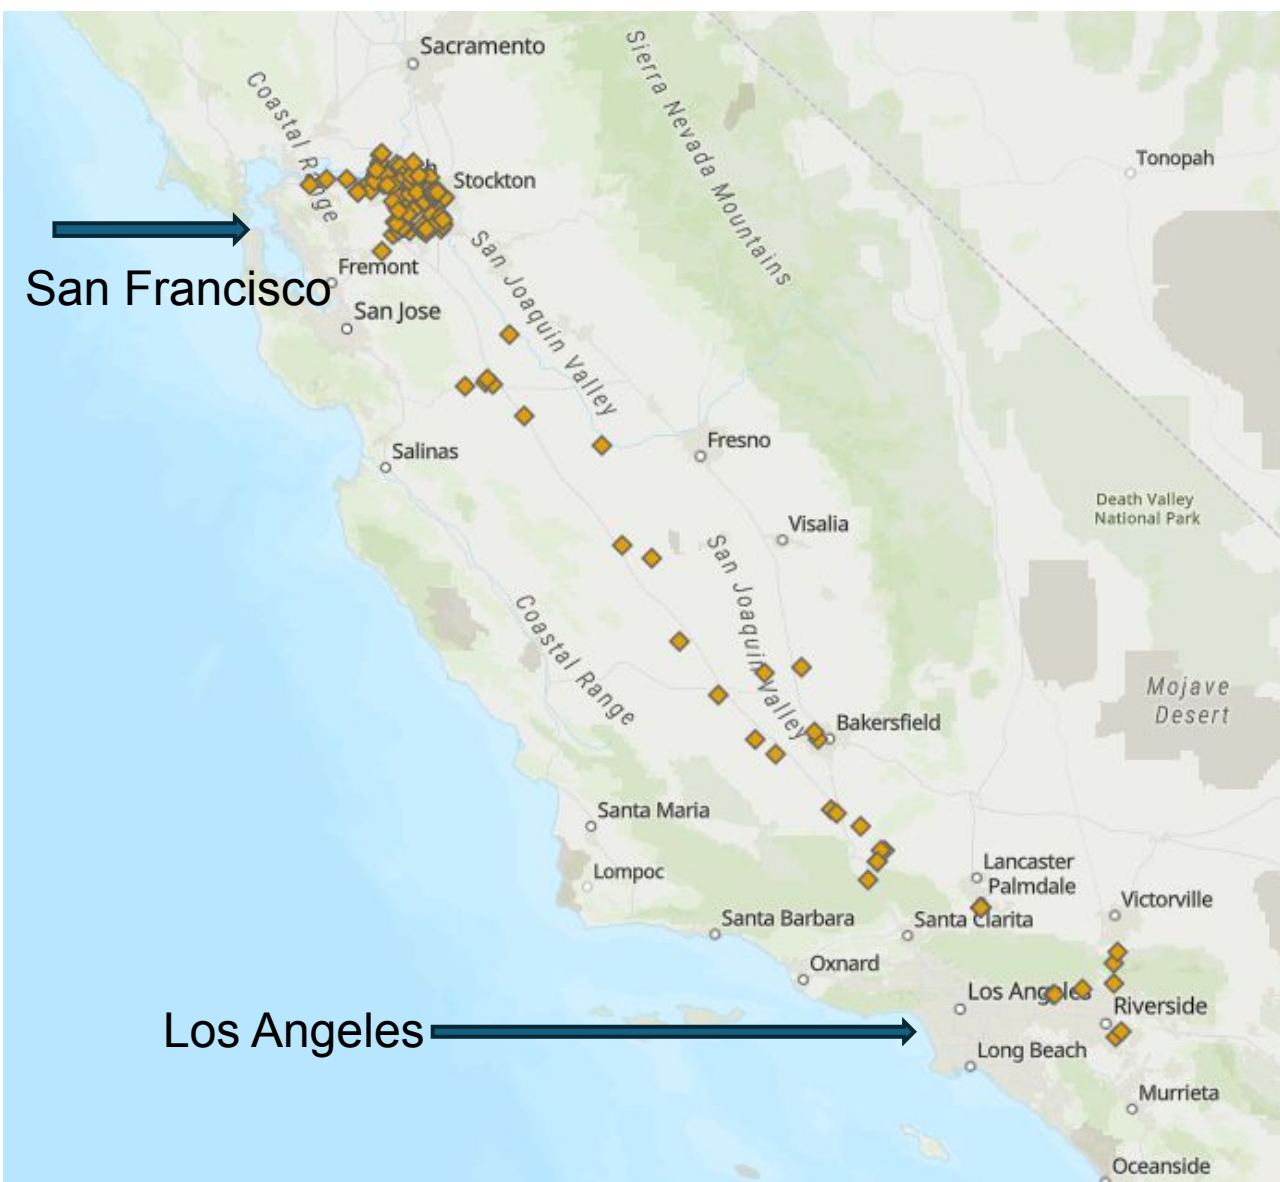 Sacramento
Coastal Range
Sierra Nevada Mountains
Tonopah
Stockton
San Joaquin Valley
Fremont
San Francisco
San Jose
Salinas
Fresno
Death Valley
National Park
Visalia
San Joaquin Valley
Coastal Range
Mojave
Desert
Bakersfield
Santa Maria
Lompoc
Lancaster
Palmdale
Victorville
Santa Barbara
Santa Clarita
Oxnard
Los Angeles
Riverside
Los Angeles
Long Beach
Murrieta
Oceanside